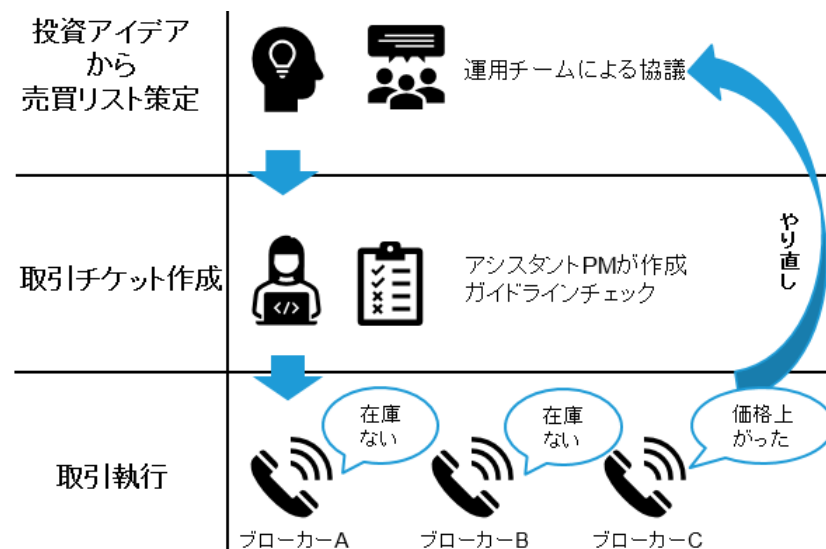 投資アイデア
から
売買リスト策定
運用チームによる協議
やり直し
取引チケット作成
アシスタントPMが作成
ガイドラインチェック
</>
取引執行
在庫
ない
在庫
ない
価格上
がった
ブローカーA
ブローカーB
ブローカーC